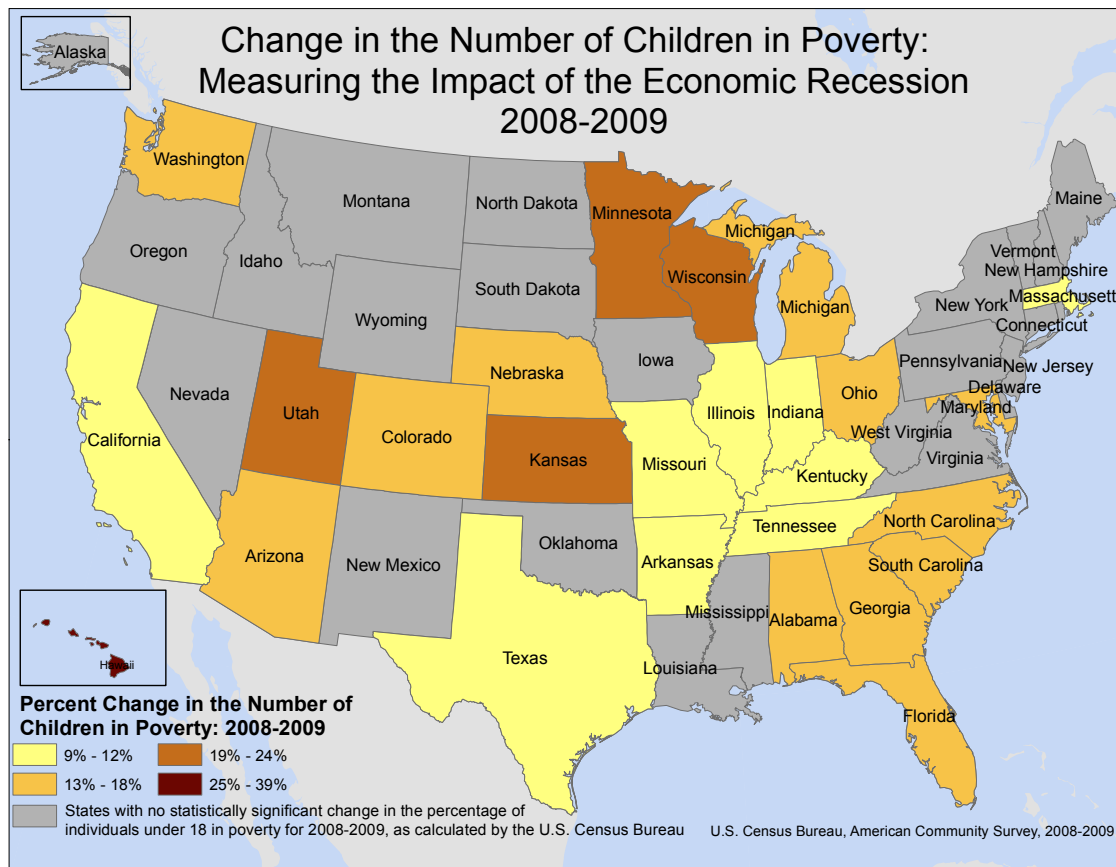 Alaska
Change in the Number of Children in Poverty:
Measuring the Impact of the Economic Recession
2008-2009
Washington
Montana
North Dakota
Minnesota
Michigan
Maine
Oregon
Idaho
Wisconsin
Vermont
New Hampshire
South Dakota
Michigan
New York
Massachusett
Wyoming
Connecticut
Iowa
Pennsylvania
New Jersey
Nebraska
Ohio
Delaware
Nevada
Utah
Illinois
Indiana
Maryland
California
Colorado
West Virginia
Kansas
Missouri
Virginia
Kentucky
North Carolina
Tennessee
Oklahoma
Arizona
New Mexico
Arkansas
South Carolina
Mississippi
Alabama
Georgia
Hawaii
Texas
Louisiana
Florida
Percent Change in the Number of
Children in Poverty: 2008-2009
9% - 12%
19% - 24%
13% - 18%
25% - 39%
States with no statistically significant change in the percentage of
individuals under 18 in poverty for 2008-2009, as calculated by the U.S. Census Bureau
U.S. Census Bureau, American Community Survey, 2008-2009